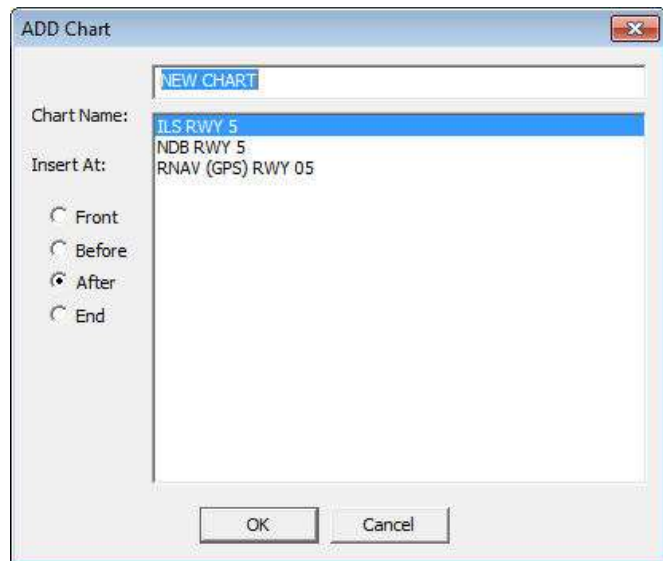 ADD Chart
NEW CHART
Chart Name:
ILS RWY 5
NDB RWY 5
RNAV (GPS) RWY 05
Insert At:
Front
Before
After
End
OK
Cancel